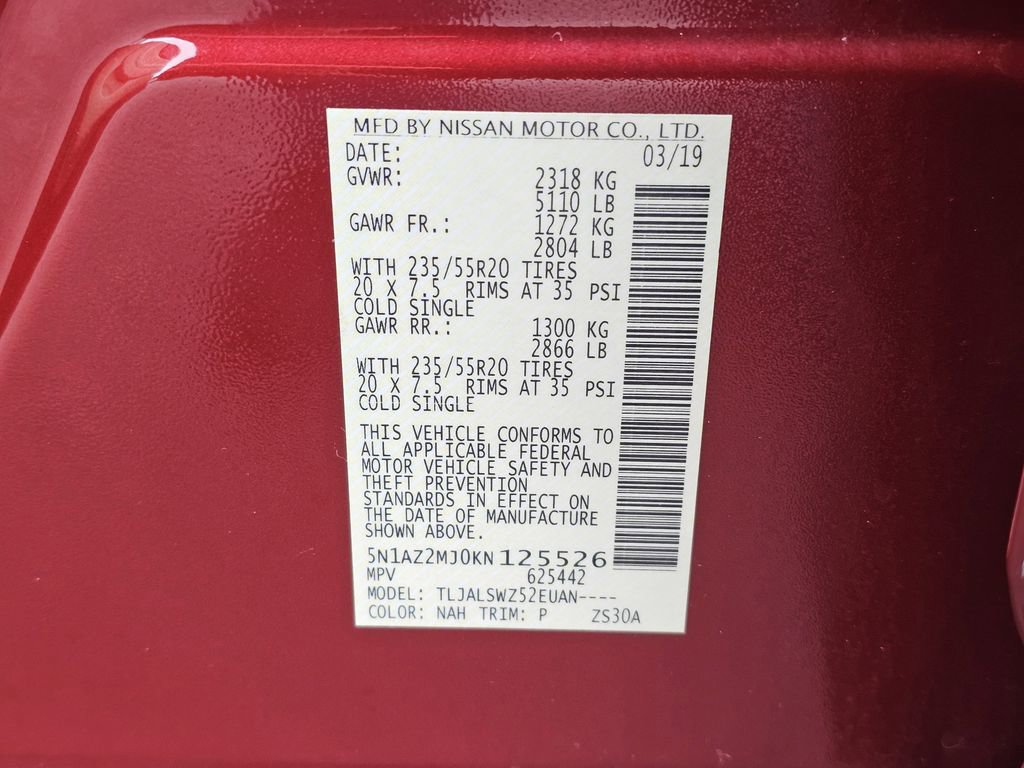 MFD BY NISSAN MOTOR CO., LTD.
DATE: 03/19
GVWR: 2318 KG
5110 LB
GAWR FR.: 1272 KG
2804 LB
WITH 235/55R20 TIRES
20 X 7.5 RIMS AT 35 PSI
COLD SINGLE
GAWR RR.: 1300 KG
2866 LB
WITH 235/55R20 TIRES
20 X 7.5 RIMS AT 35 PSI
COLD SINGLE
THIS VEHICLE CONFORMS TO
ALL APPLICABLE FEDERAL
MOTOR VEHICLE SAFETY AND
THEFT PREVENTION
STANDARDS IN EFFECT ON
THE DATE OF MANUFACTURE
SHOWN ABOVE.
5N1AZ2MJ0KN125526
MPV 625442
MODEL: TLJALSWZ52EUAN----
COLOR: NAH TRIM: P ZS30A